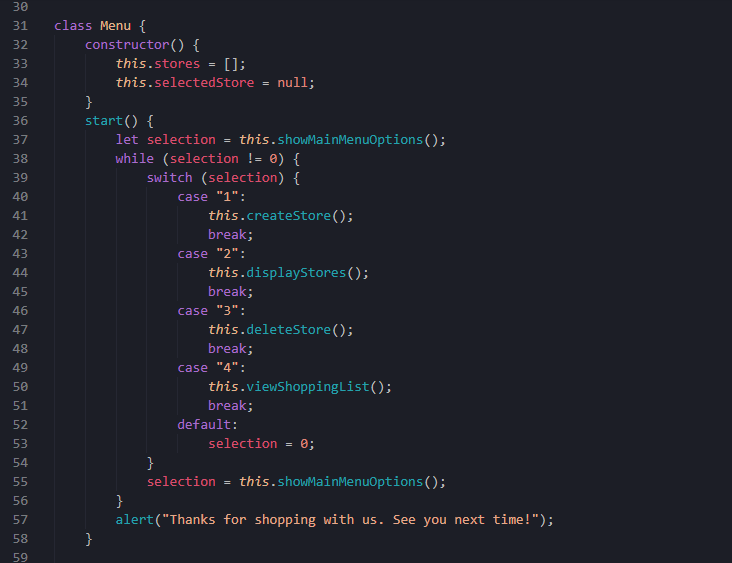 30
31 class Menu {
32     constructor() {
33         this.stores = [];
34         this.selectedStore = null;
35     }
36     start() {
37         let selection = this.showMainMenuOptions();
38         while (selection != 0) {
39             switch (selection) {
40                 case "1":
41                     this.createStore();
42                     break;
43                 case "2":
44                     this.displayStores();
45                     break;
46                 case "3":
47                     this.deleteStore();
48                     break;
49                 case "4":
50                     this.viewShoppingList();
51                     break;
52                 default:
53                     selection = 0;
54             }
55             selection = this.showMainMenuOptions();
56         }
57         alert("Thanks for shopping with us. See you next time!");
58     }
59